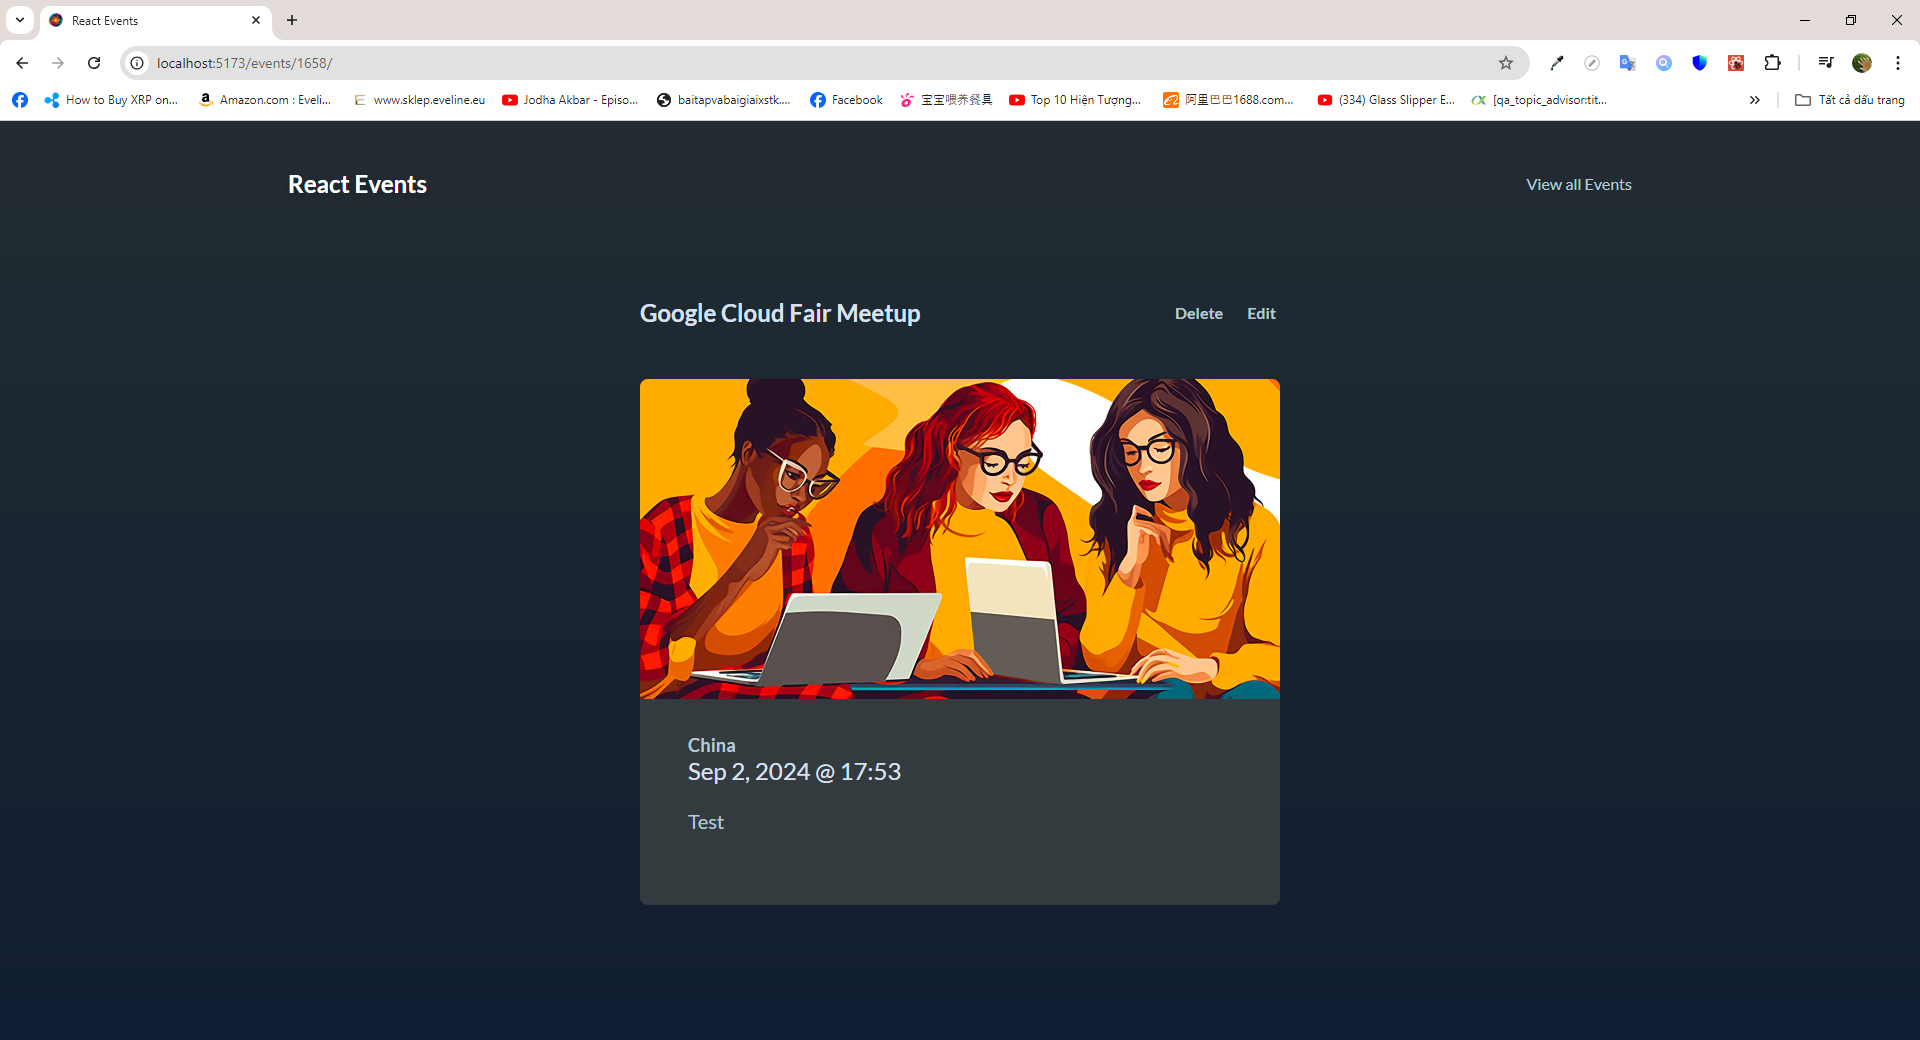 React Events
localhost:5173/events/1658/
How to Buy XRP on...
Amazon.com : Eveli...
www.sklep.eveline.eu
Jodha Akbar - Episo...
baitapvabaigiaixstk....
Facebook
宝宝喂养餐具
Top 10 Hiện Tượng...
阿里巴巴1688.com...
(334) Glass Slipper E...
[qa_topic_advisor:tit...
Tất cả dấu trang
React Events
View all Events
Google Cloud Fair Meetup
Delete
Edit
China
Sep 2, 2024 @ 17:53
Test